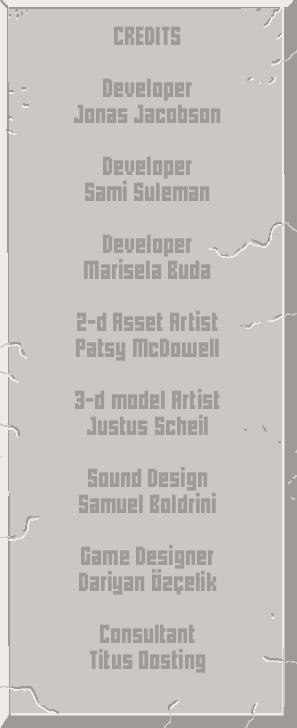 CREDITS
Developer
Jonas Jacobson
Developer
Sami Suleman
Developer
Marisela Buda
2-d Asset Artist
Patsy McDowell
3-d model Artist
Justus Scheil
Sound Design
Samuel Boldrini
Game Designer
Dariyan Özçelik
Consultant
Titus Oosting